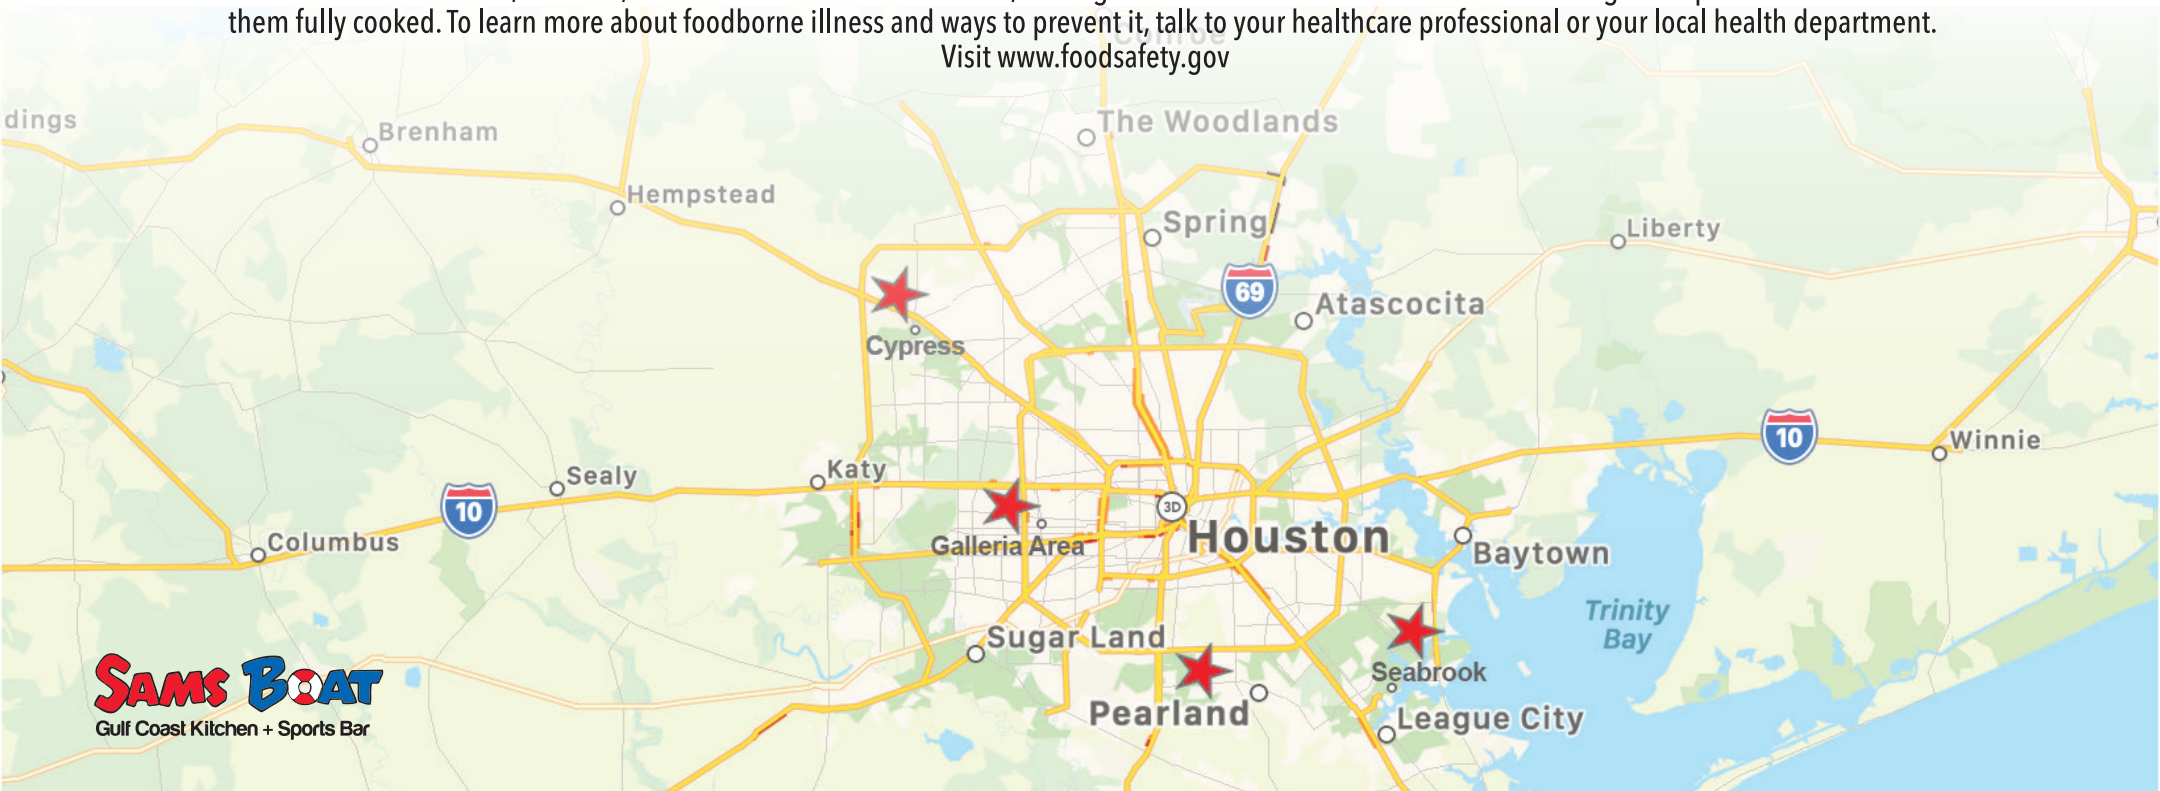 them fully cooked. To learn more about foodborne illness and ways to prevent it, talk to your healthcare professional or your local health department.
Visit www.foodsafety.gov
Conroe
The Woodlands
dings
Brenham
Hempstead
Spring
Liberty
69
Atascocita
Cypress
10
Winnie
Katy
Sealy
10
3D
Houston
Columbus
Galleria Area
Baytown
Trinity
Bay
Sugar Land
Seabrook
SAMS BOAT
Pearland
League City
Gulf Coast Kitchen + Sports Bar